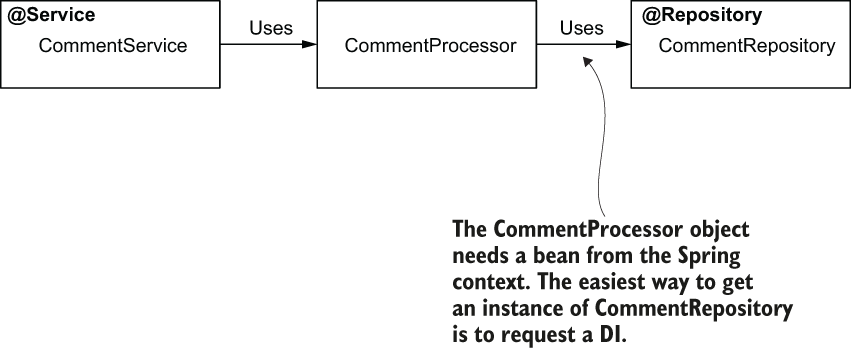 @Service
CommentService
Uses
CommentProcessor
Uses
@Repository
CommentRepository
The CommentProcessor object
needs a bean from the Spring
context. The easiest way to get
an instance of CommentRepository
is to request a DI.